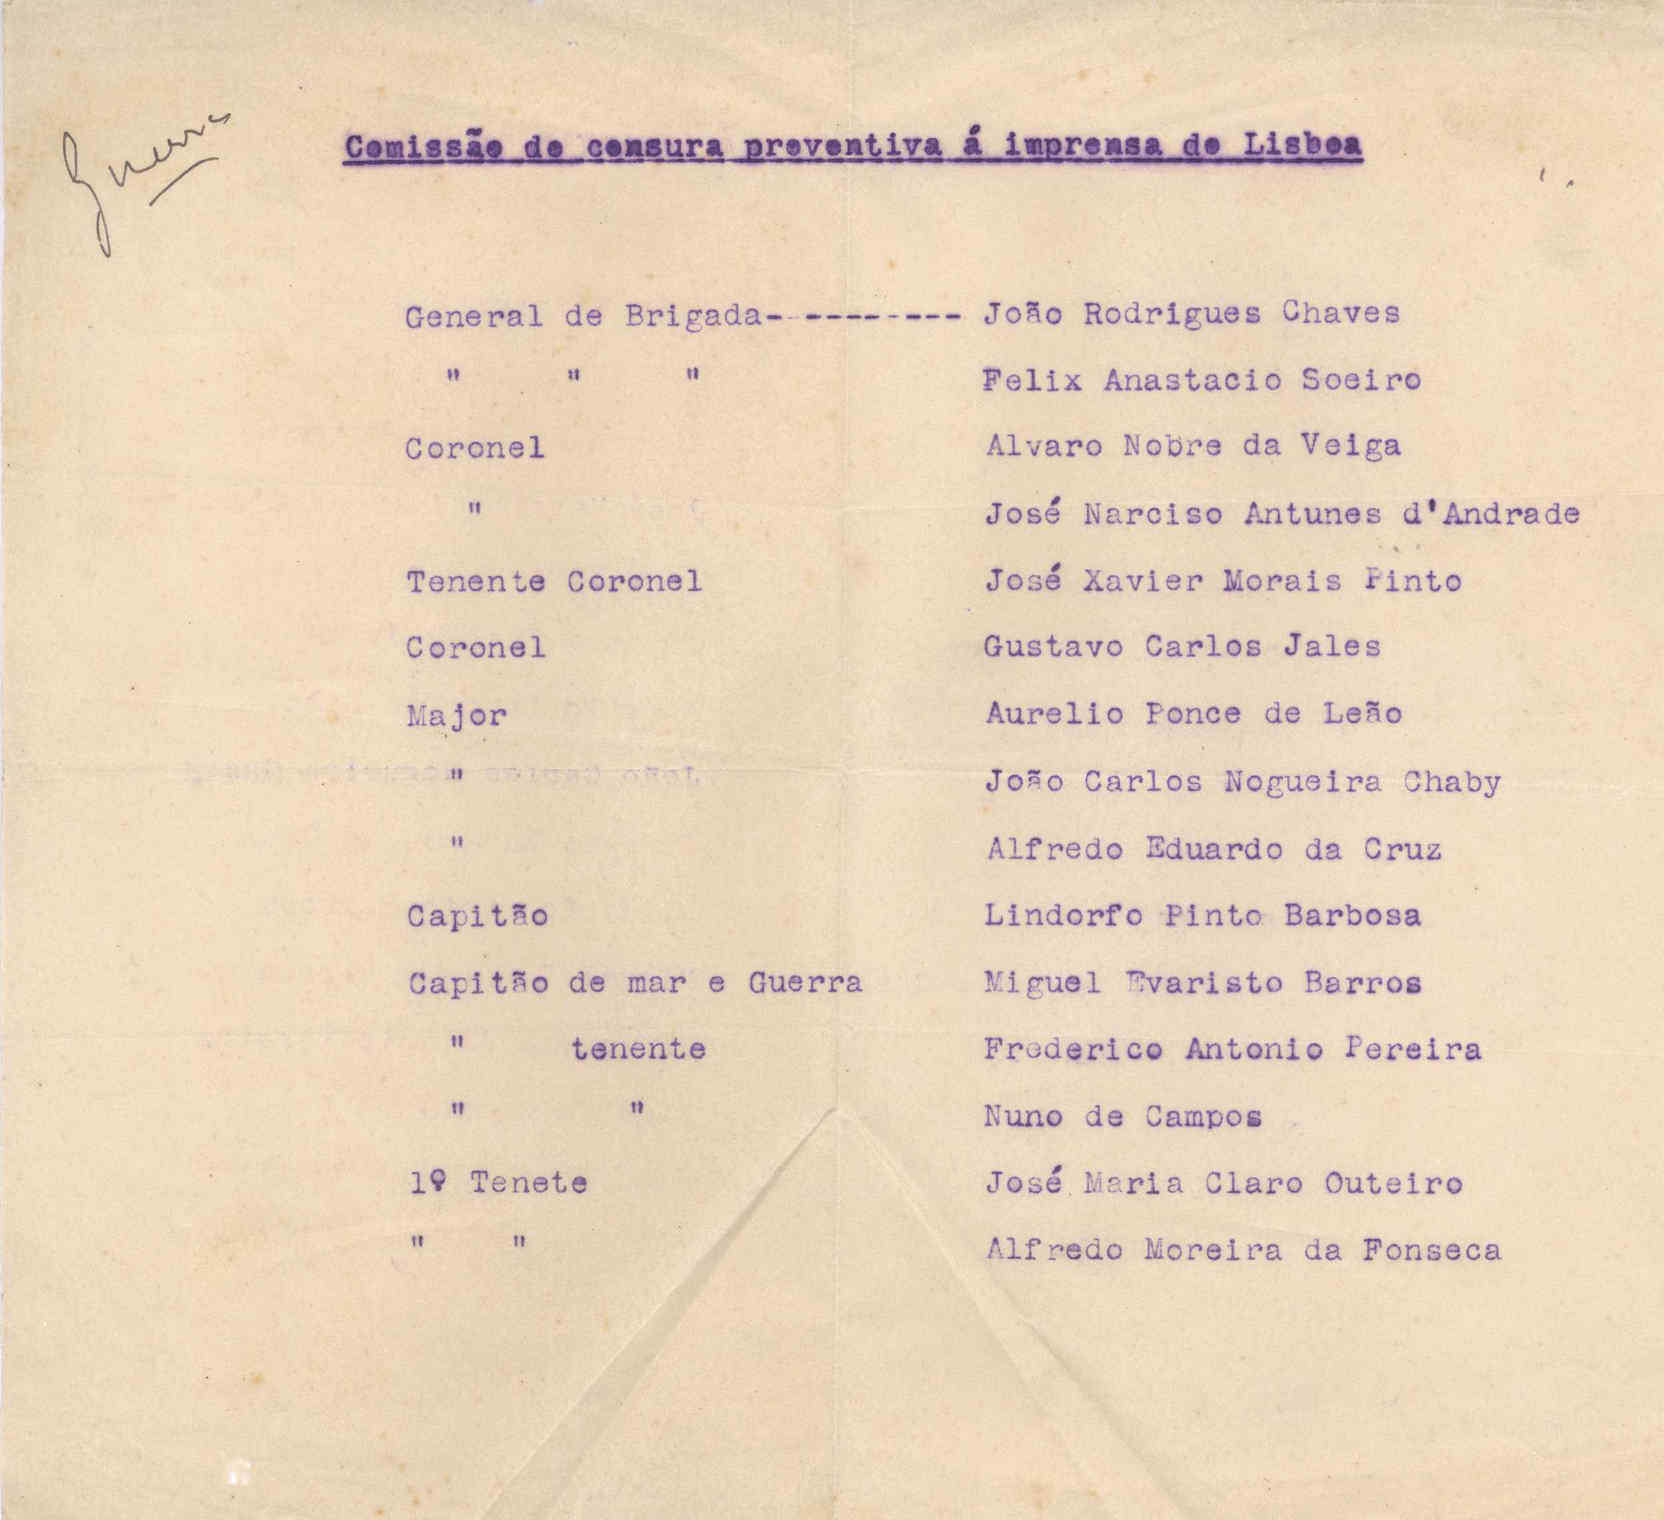 Guerra
Comissão de censura preventiva á imprensa de Lisboa
General de Brigada- --------- João Rodrigues Chaves
" " " Felix Anastacio Soeiro
Coronel Alvaro Nobre da Veiga
" José Narciso Antunes d'Andrade
Tenente Coronel José Xavier Morais Pinto
Coronel Gustavo Carlos Jales
Major Aurelio Ponce de Leão
" João Carlos Nogueira Chaby
" Alfredo Eduardo da Cruz
Capitão Lindorfo Pinto Barbosa
Capitão de mar e Guerra Miguel Evaristo Barros
" tenente Frederico Antonio Pereira
" " Nuno de Campos
1º Tenete José Maria Claro Outeiro
" " Alfredo Moreira da Fonseca